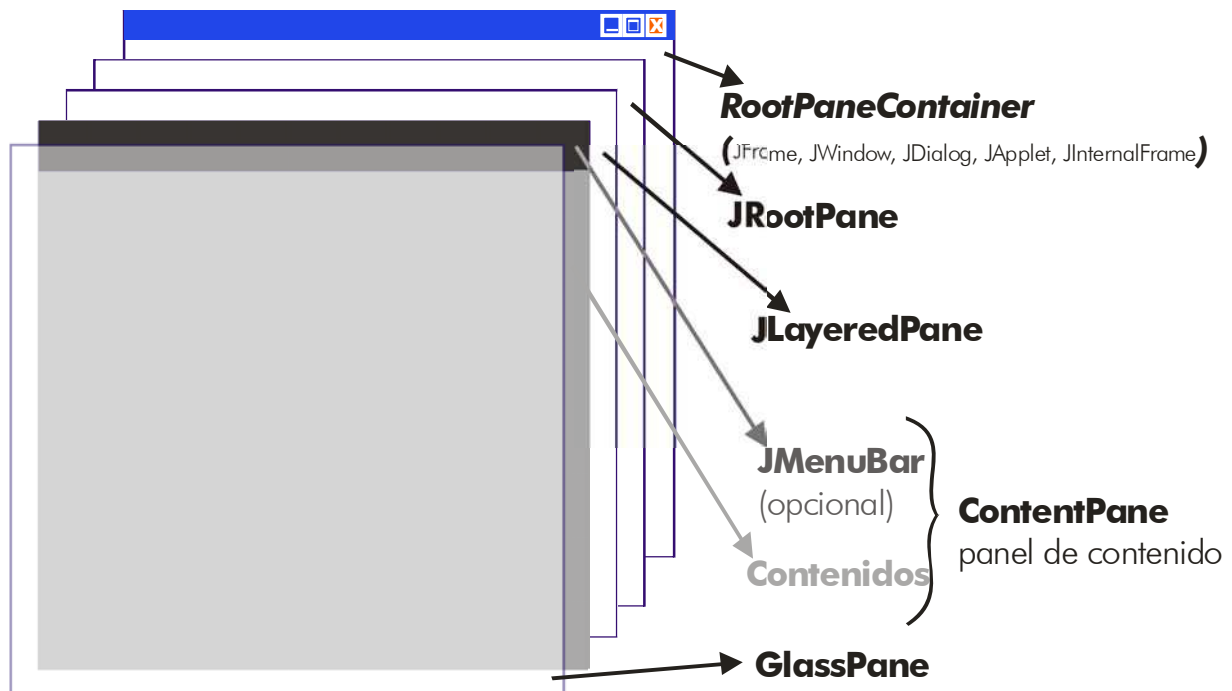 RootPaneContainer
(JFrame, JWindow, JDialog, JApplet, JInternalFrame)
JRootPane
JLayeredPane
JMenuBar
(opcional)
Contenidos
ContentPane
panel de contenido
GlassPane